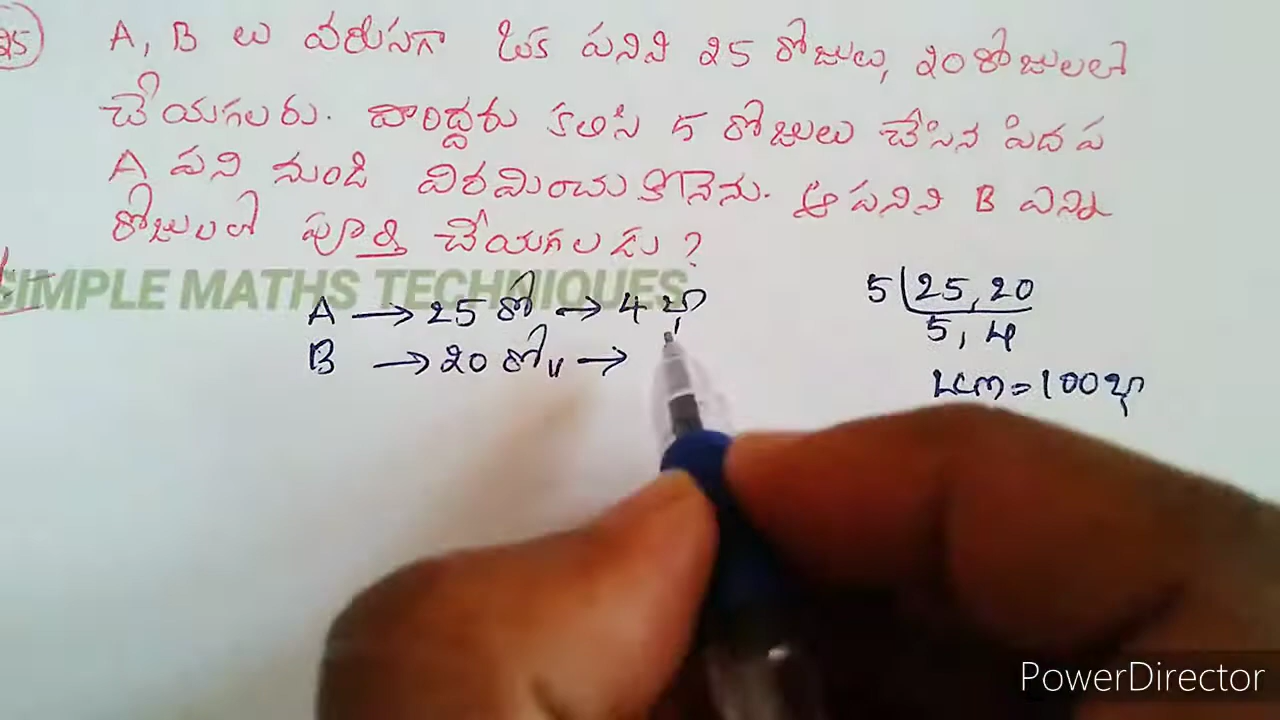 25)
A, B లు వరుసగా ఒక పనిని 25 రోజులు, 20 రోజులలో
చేయగలరు. వారిద్దరు కలిసి 5 రోజులు చేసిన పిదప
A పని నుండి విరమించుకొనెను. ఆ పనిని B ఎన్ని
రోజులలో పూర్తి చేయగలడు?
SIMPLE MATHS TECHNIQUES
A → 25 రో → 4 భా
B → 20 రో॥ →
5 25, 20
5, 4
= 100 భా
PowerDirector